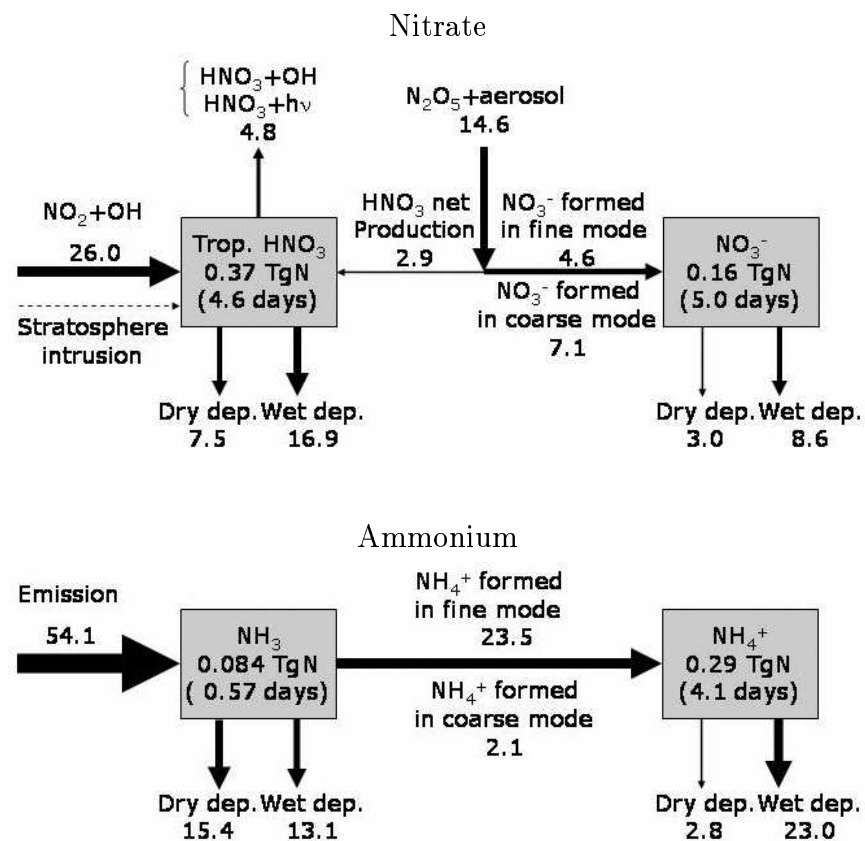 Nitrate
HNO₃+OH
HNO₃+hν
4.8
N₂O₅+aerosol
14.6
NO₂+OH
26.0
Stratosphere
intrusion
Trop. HNO₃
0.37 TgN
(4.6 days)
HNO₃ net
Production
2.9
NO₃⁻ formed
in fine mode
4.6
NO₃⁻ formed
in coarse mode
7.1
NO₃⁻
0.16 TgN
(5.0 days)
Dry dep. Wet dep.
7.5 16.9
Dry dep. Wet dep.
3.0 8.6
Ammonium
Emission
54.1
NH₃
0.084 TgN
( 0.57 days)
NH₄⁺ formed
in fine mode
23.5
NH₄⁺ formed
in coarse mode
2.1
NH₄⁺
0.29 TgN
(4.1 days)
Dry dep. Wet dep.
15.4 13.1
Dry dep. Wet dep.
2.8 23.0